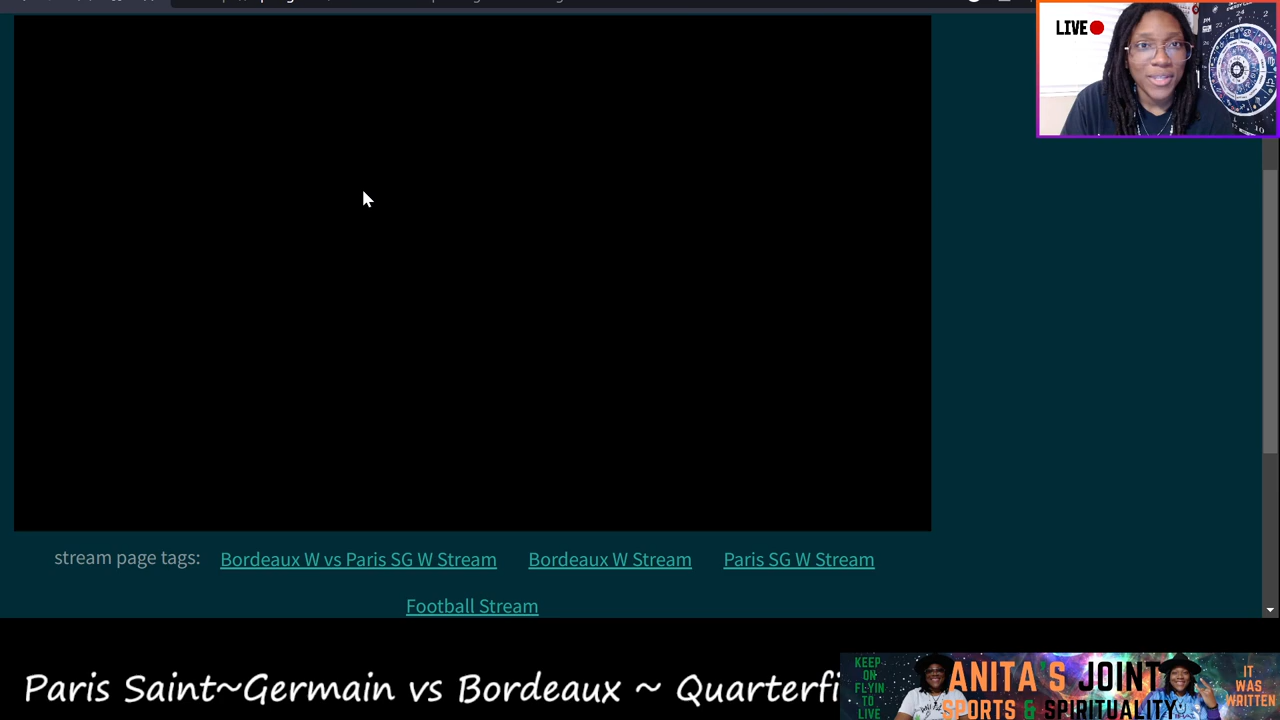 LIVE
stream page tags: Bordeaux W vs Paris SG W Stream Bordeaux W Stream Paris SG W Stream
Football Stream
Paris Saint~Germain vs Bordeaux ~ Quarterfi
KEEP
ON
FLYIN
TO
LIVE
ANITA'S JOINT
SPORTS & SPIRITUALITY
IT
WAS
WRITTEN